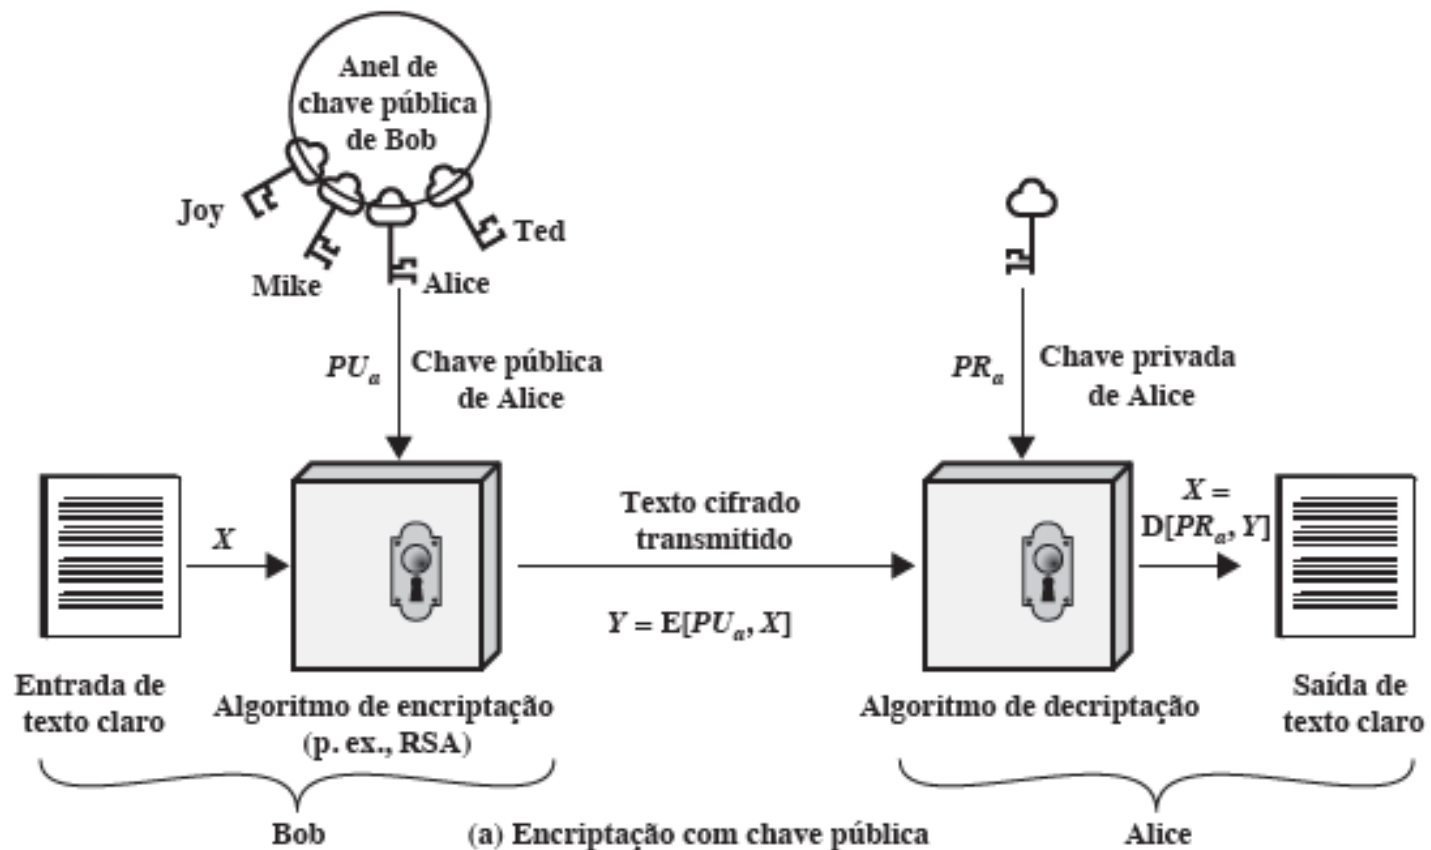 Anel de
chave pública
de Bob
Joy
Mike
Alice
Ted
PUa
Chave pública
de Alice
PRa
Chave privada
de Alice
X
Texto cifrado
transmitido
Y = E[PUa, X]
X =
D[PRa, Y]
Entrada de
texto claro
Algoritmo de encriptação
(p. ex., RSA)
Algoritmo de decriptação
Saída de
texto claro
Bob
(a) Encriptação com chave pública
Alice